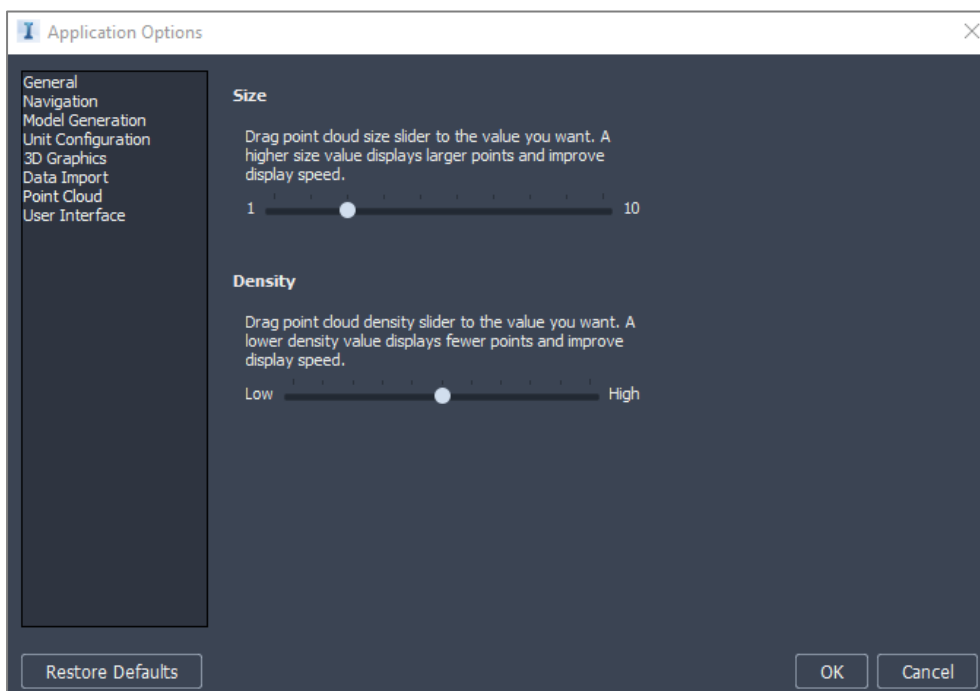 Application Options
General
Navigation
Model Generation
Unit Configuration
3D Graphics
Data Import
Point Cloud
User Interface
Size
Drag point cloud size slider to the value you want. A
higher size value displays larger points and improve
display speed.
1 10
Density
Drag point cloud density slider to the value you want. A
lower density value displays fewer points and improve
display speed.
Low High
Restore Defaults
OK Cancel